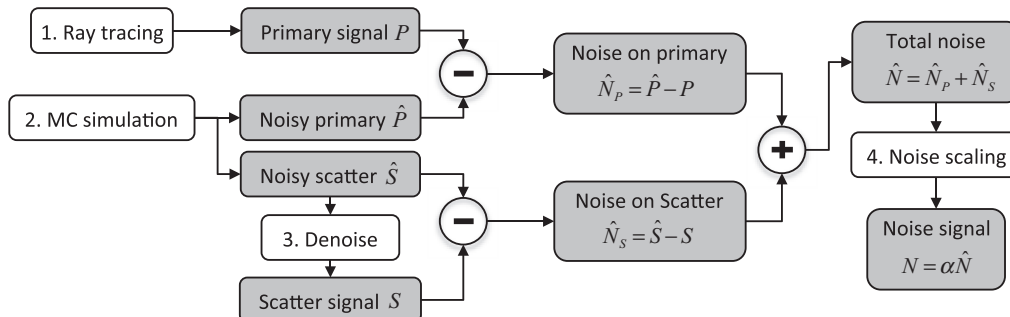 1. Ray tracing
Primary signal P
−
2. MC simulation
Noisy primary P̂
Noisy scatter Ŝ
3. Denoise
Scatter signal S
−
Noise on primary
N̂_P = P̂ − P
Noise on Scatter
N̂_S = Ŝ − S
+
Total noise
N̂ = N̂_P + N̂_S
4. Noise scaling
Noise signal
N = αN̂